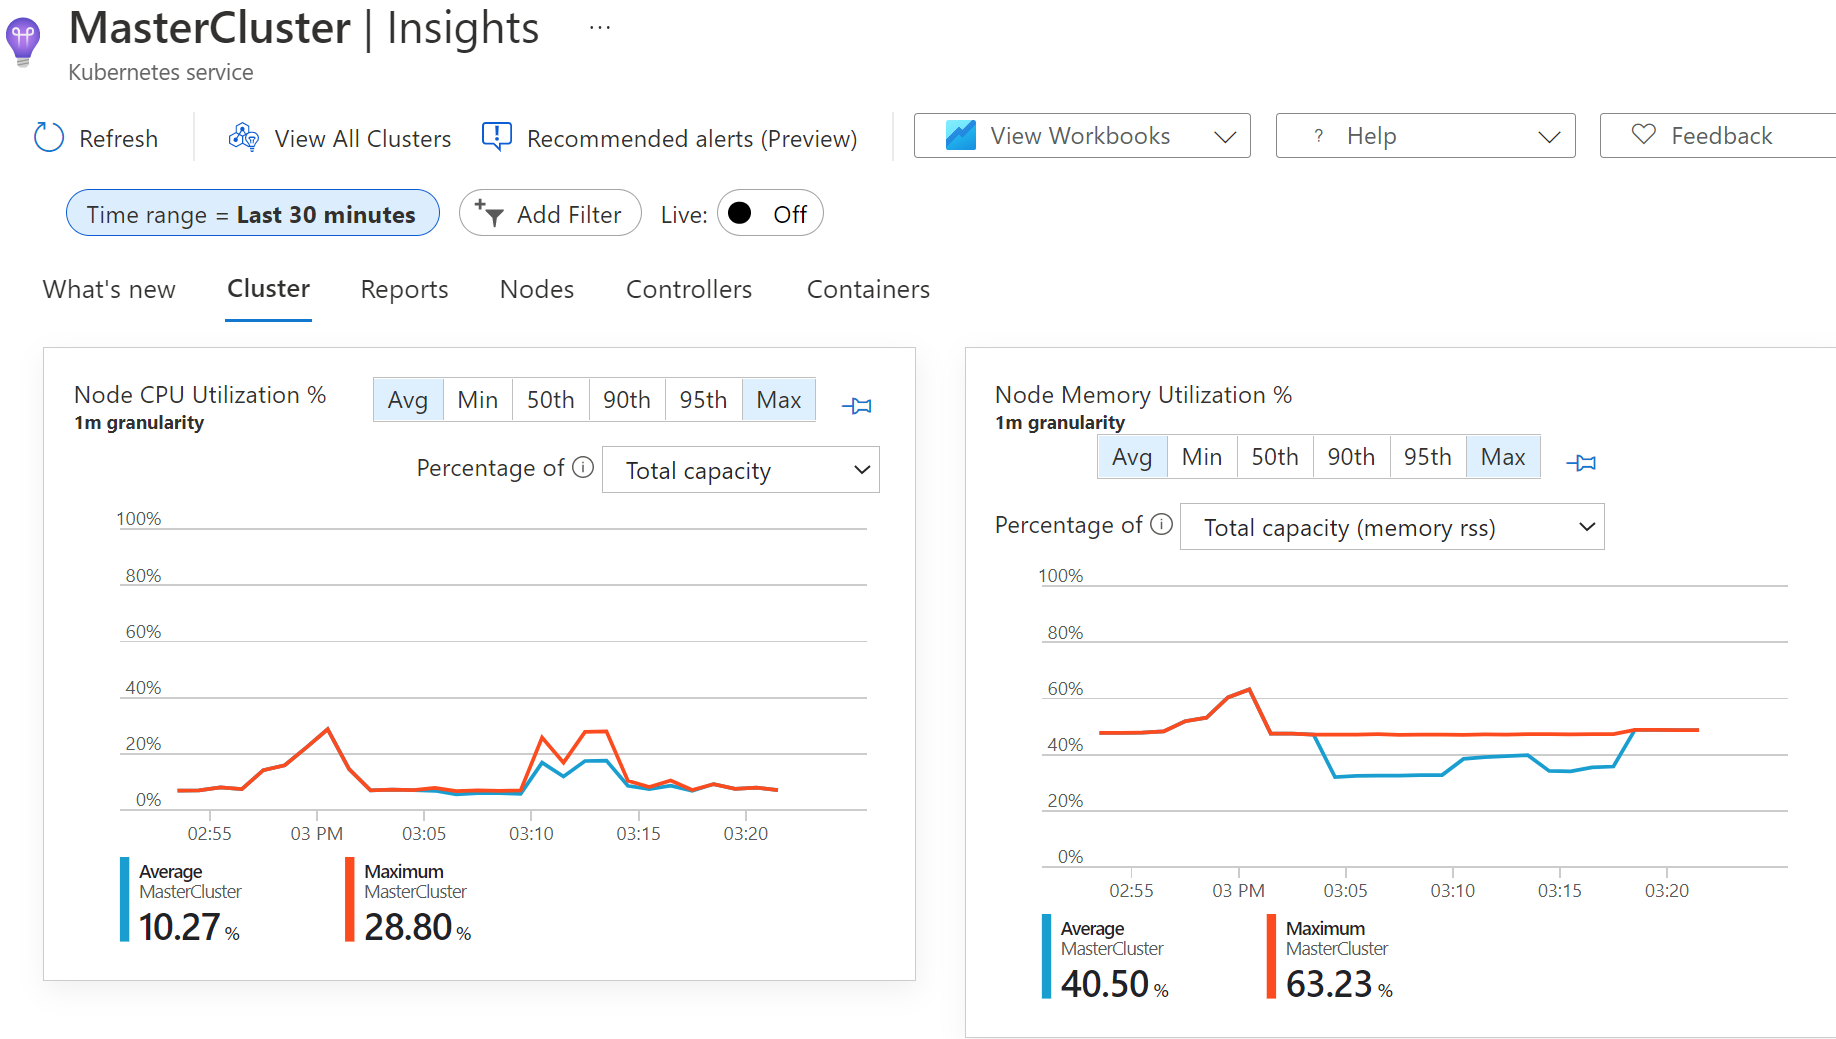 MasterCluster | Insights ...
Kubernetes service
Refresh View All Clusters Recommended alerts (Preview) View Workbooks ? Help Feedback
Time range = Last 30 minutes Add Filter Live: Off
What's new Cluster Reports Nodes Controllers Containers
Node CPU Utilization %
1m granularity
Avg Min 50th 90th 95th Max
Percentage of Total capacity
100%
80%
60%
40%
20%
0%
02:55 03 PM 03:05 03:10 03:15 03:20
Average
MasterCluster
10.27 %
Maximum
MasterCluster
28.80 %
Node Memory Utilization %
1m granularity
Avg Min 50th 90th 95th Max
Percentage of Total capacity (memory rss)
100%
80%
60%
40%
20%
0%
02:55 03 PM 03:05 03:10 03:15 03:20
Average
MasterCluster
40.50 %
Maximum
MasterCluster
63.23 %